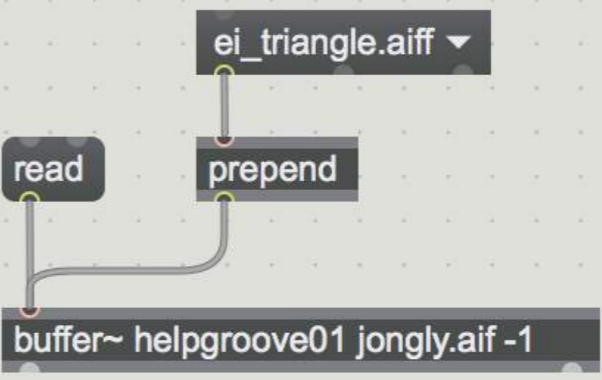 ei_triangle.aiff
read
prepend
buffer~ helpgroove01 jongly.aif -1